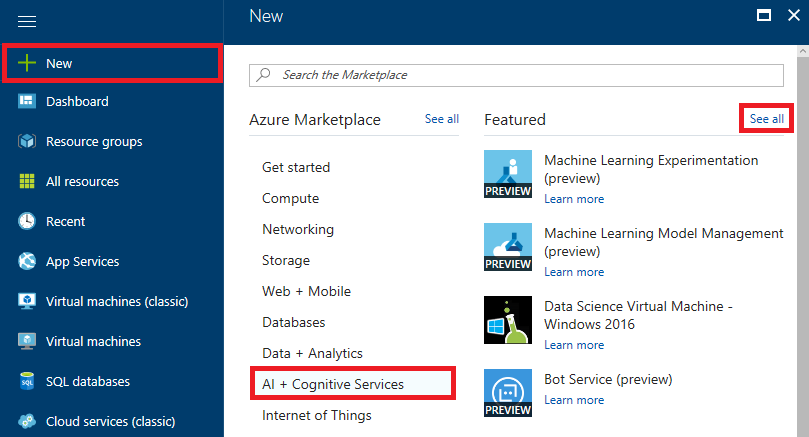 New
New
Dashboard
Resource groups
All resources
Recent
App Services
Virtual machines (classic)
Virtual machines
SQL
SQL databases
Cloud services (classic)
Search the Marketplace
Azure Marketplace
See all
Get started
Compute
Networking
Storage
Web + Mobile
Databases
Data + Analytics
AI + Cognitive Services
Internet of Things
Featured
See all
PREVIEW
Machine Learning Experimentation
(preview)
Learn more
PREVIEW
Machine Learning Model Management
(preview)
Learn more
Data Science Virtual Machine -
Windows 2016
Learn more
PREVIEW
Bot Service (preview)
Learn more